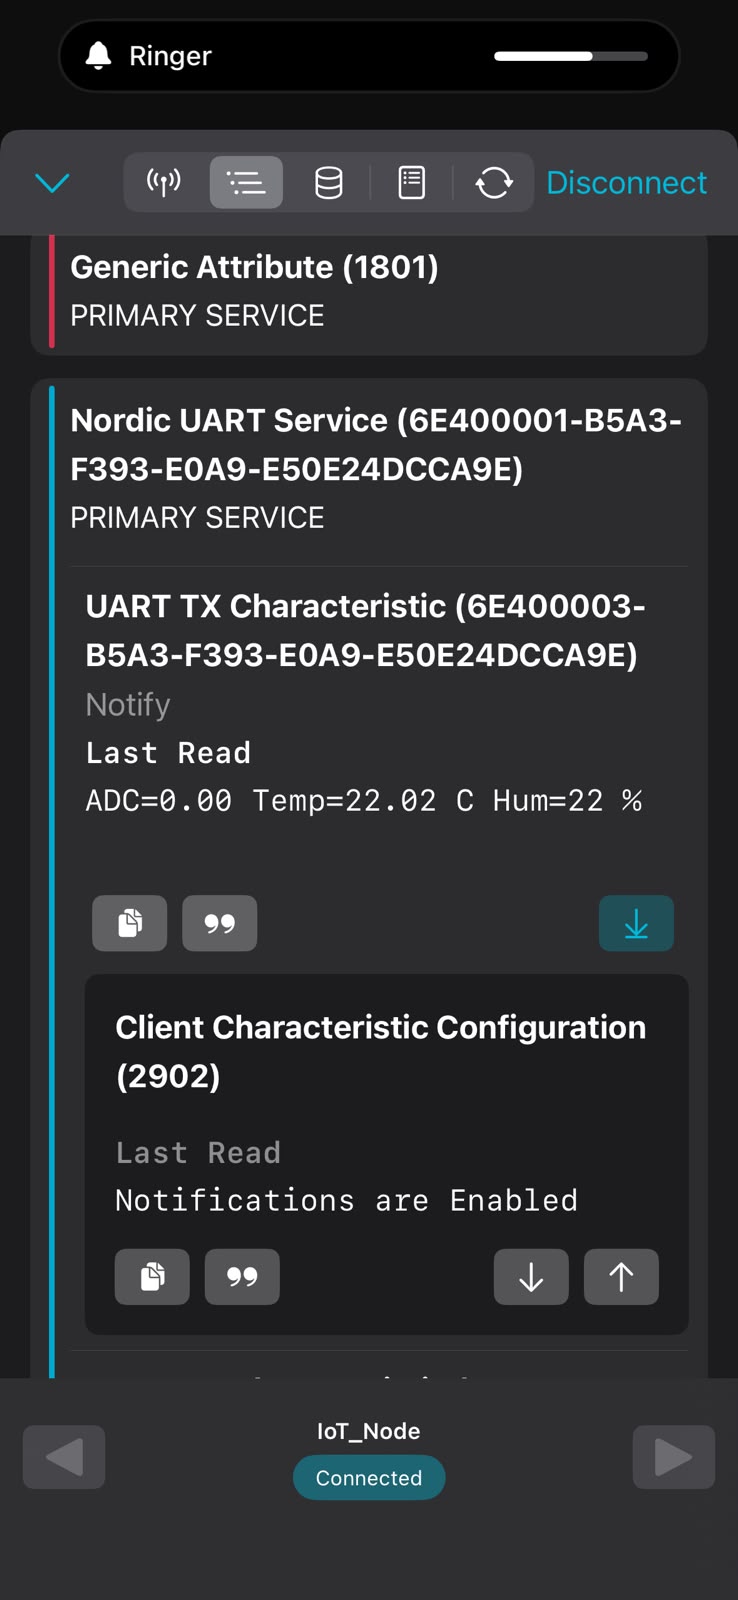 Ringer
Disconnect
Generic Attribute (1801)
PRIMARY SERVICE
Nordic UART Service (6E400001-B5A3-
F393-E0A9-E50E24DCCA9E)
PRIMARY SERVICE
UART TX Characteristic (6E400003-
B5A3-F393-E0A9-E50E24DCCA9E)
Notify
Last Read
ADC=0.00 Temp=22.02 C Hum=22 %
Client Characteristic Configuration
(2902)
Last Read
Notifications are Enabled
IoT_Node
Connected